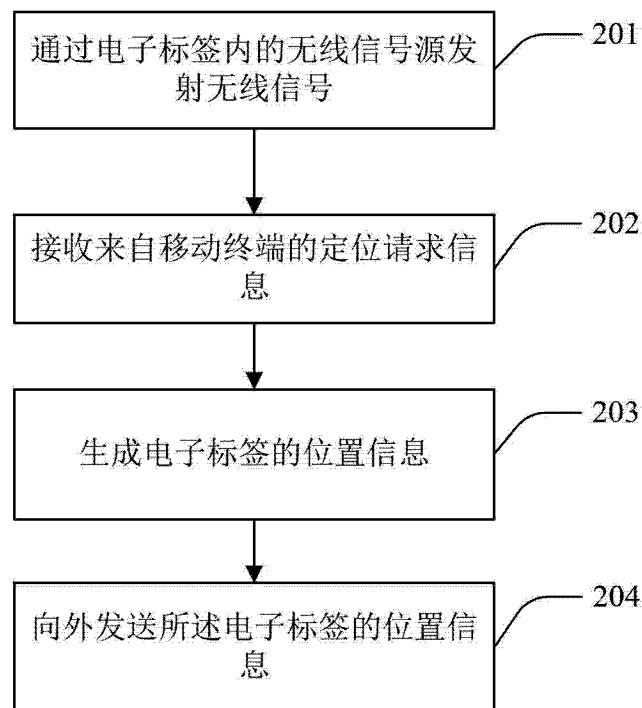 通过电子标签内的无线信号源发
射无线信号
201
接收来自移动终端的定位请求信
息
202
生成电子标签的位置信息
203
向外发送所述电子标签的位置信
息
204